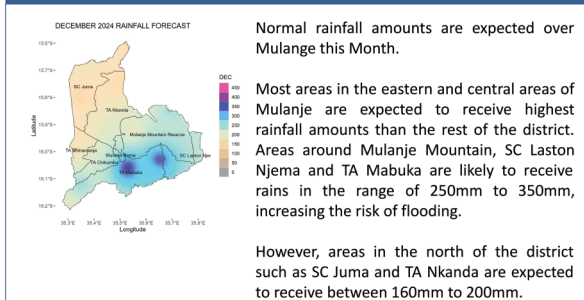 DECEMBER 2024 RAINFALL FORECAST
15.6°S
15.7°S
15.8°S
15.9°S
16.0°S
16.1°S
16.2°S
Latitude
35.3°E 35.4°E 35.5°E 35.6°E 35.7°E 35.8°E
Longitude
SC Juma
TA Nkanda
Mulanje Mountain Reserve
SC Laston Njema
TA Chikumbu
TA Mabuka
DEC
450
400
350
300
250
200
150
100
50
0
Normal rainfall amounts are expected over
Mulange this Month.
Most areas in the eastern and central areas of
Mulanje are expected to receive highest
rainfall amounts than the rest of the district.
Areas around Mulanje Mountain, SC Laston
Njema and TA Mabuka are likely to receive
rains in the range of 250mm to 350mm,
increasing the risk of flooding.
However, areas in the north of the district
such as SC Juma and TA Nkanda are expected
to receive between 160mm to 200mm.